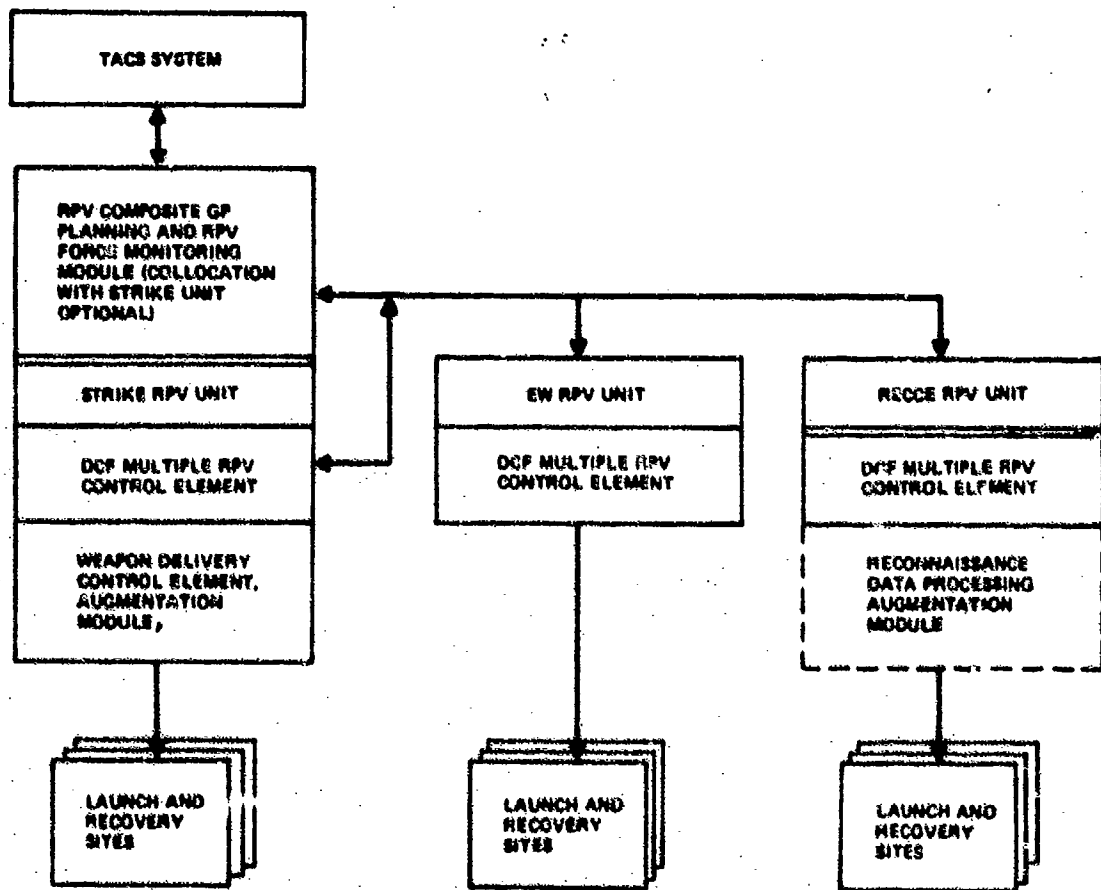 TACS SYSTEM
RPV COMPOSITE GP
PLANNING AND RPV
FORCE MONITORING
MODULE (COLLOCATION
WITH STRIKE UNIT
OPTIONAL)
STRIKE RPV UNIT
DCF MULTIPLE RPV
CONTROL ELEMENT
WEAPON DELIVERY
CONTROL ELEMENT,
AUGMENTATION
MODULE,
LAUNCH AND
RECOVERY
SITES
EW RPV UNIT
DCF MULTIPLE RPV
CONTROL ELEMENT
LAUNCH AND
RECOVERY
SITES
RECCE RPV UNIT
DCF MULTIPLE RPV
CONTROL ELEMENT
RECONNAISSANCE
DATA PROCESSING
AUGMENTATION
MODULE
LAUNCH AND
RECOVERY
SITES